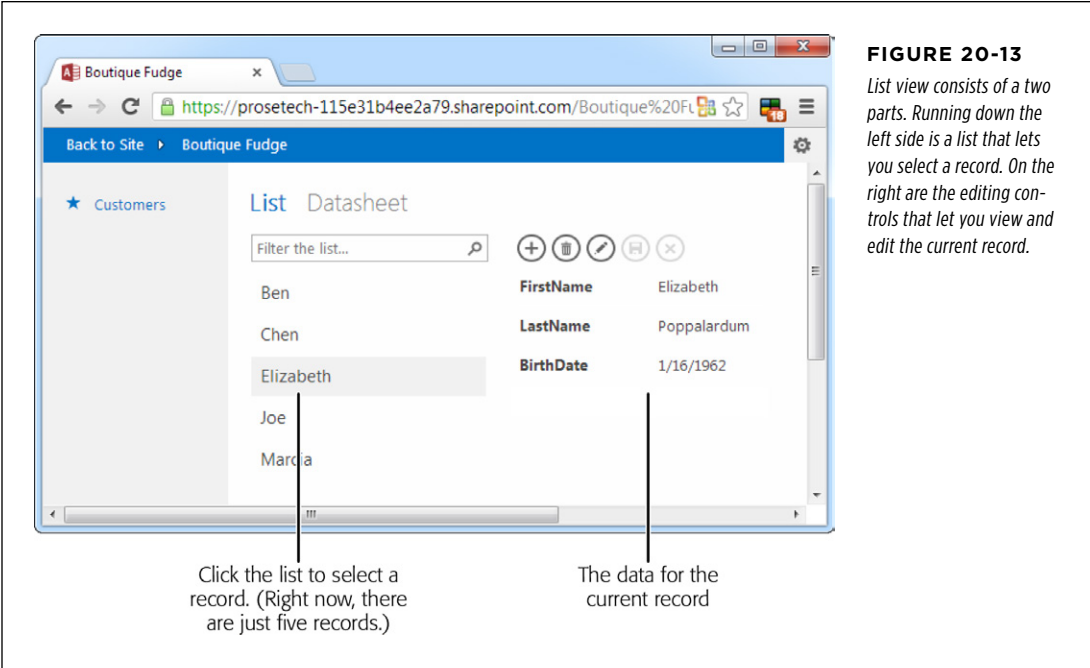 Boutique Fudge
https://prosetech-115e31b4ee2a79.sharepoint.com/Boutique%20Fu
18
Back to Site Boutique Fudge
Customers
List Datasheet
Filter the list...
Ben
Chen
Elizabeth
Joe
Marcia
FirstName Elizabeth
LastName Poppalardum
BirthDate 1/16/1962
Click the list to select a
record. (Right now, there
are just five records.)
The data for the
current record
FIGURE 20-13
List view consists of a two
parts. Running down the
left side is a list that lets
you select a record. On the
right are the editing con-
trols that let you view and
edit the current record.